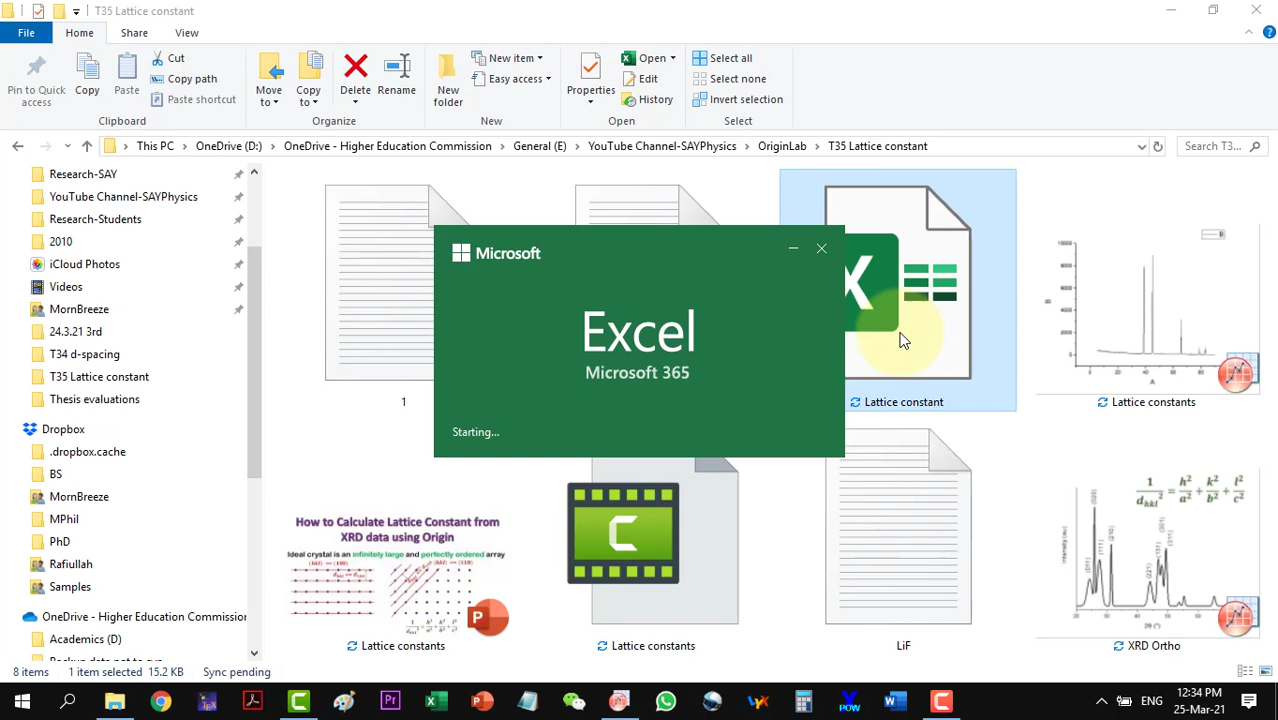 T35 Lattice constant
File Home Share View
Pin to Quick access
Copy
Paste
Cut
Copy path
Paste shortcut
Clipboard
Move to
Copy to
Delete
Rename
Organize
New folder
New item
Easy access
New
Properties
Open
Edit
History
Open
Select all
Select none
Invert selection
Select
This PC OneDrive (D:) OneDrive - Higher Education Commission General (E) YouTube Channel-SAYPhysics OriginLab T35 Lattice constant
Search T3...
Research-SAY
YouTube Channel-SAYPhysics
Research-Students
2010
iCloud Photos
Videos
MornBreeze
24.3.21 3rd
T34 d-spacing
T35 Lattice constant
Thesis evaluations
Dropbox
.dropbox.cache
BS
MornBreeze
MPhil
PhD
Rafiullah
Samples
OneDrive - Higher Education Commission
Academics (D)
Microsoft
Excel
Microsoft 365
Starting...
1
Lattice constant
Lattice constants
How to Calculate Lattice Constant from
XRD data using Origin
Ideal crystal is an infinitely large and perfectly ordered array
Lattice constants
Lattice constants
LiF
XRD Ortho
8 items 1 item selected 15.2 KB Sync pending
ENG
12:34 PM
25-Mar-21